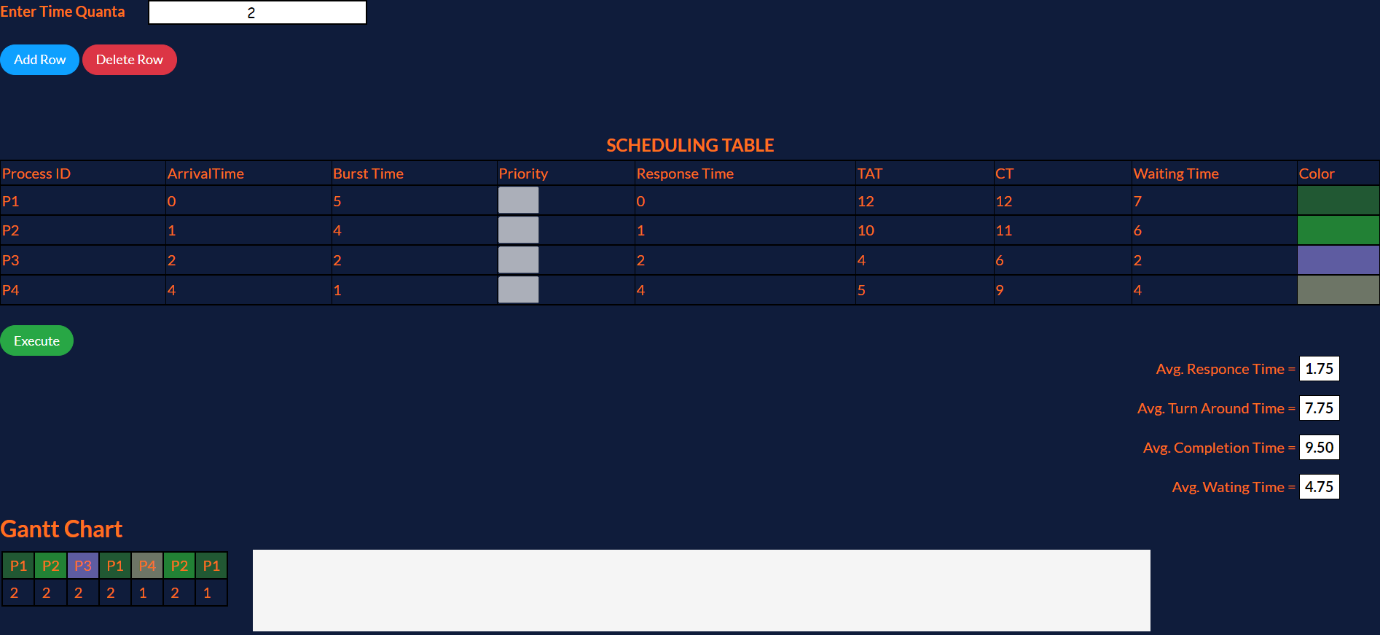 Enter Time Quanta 2
Add Row Delete Row
SCHEDULING TABLE
Process ID ArrivalTime Burst Time Priority Response Time TAT CT Waiting Time Color
P1 0 5 0 12 12 7
P2 1 4 1 10 11 6
P3 2 2 2 4 6 2
P4 4 1 4 5 9 4
Execute
Avg. Responce Time = 1.75
Avg. Turn Around Time = 7.75
Avg. Completion Time = 9.50
Avg. Wating Time = 4.75
Gantt Chart
P1 P2 P3 P1 P4 P2 P1
2 2 2 2 1 2 1